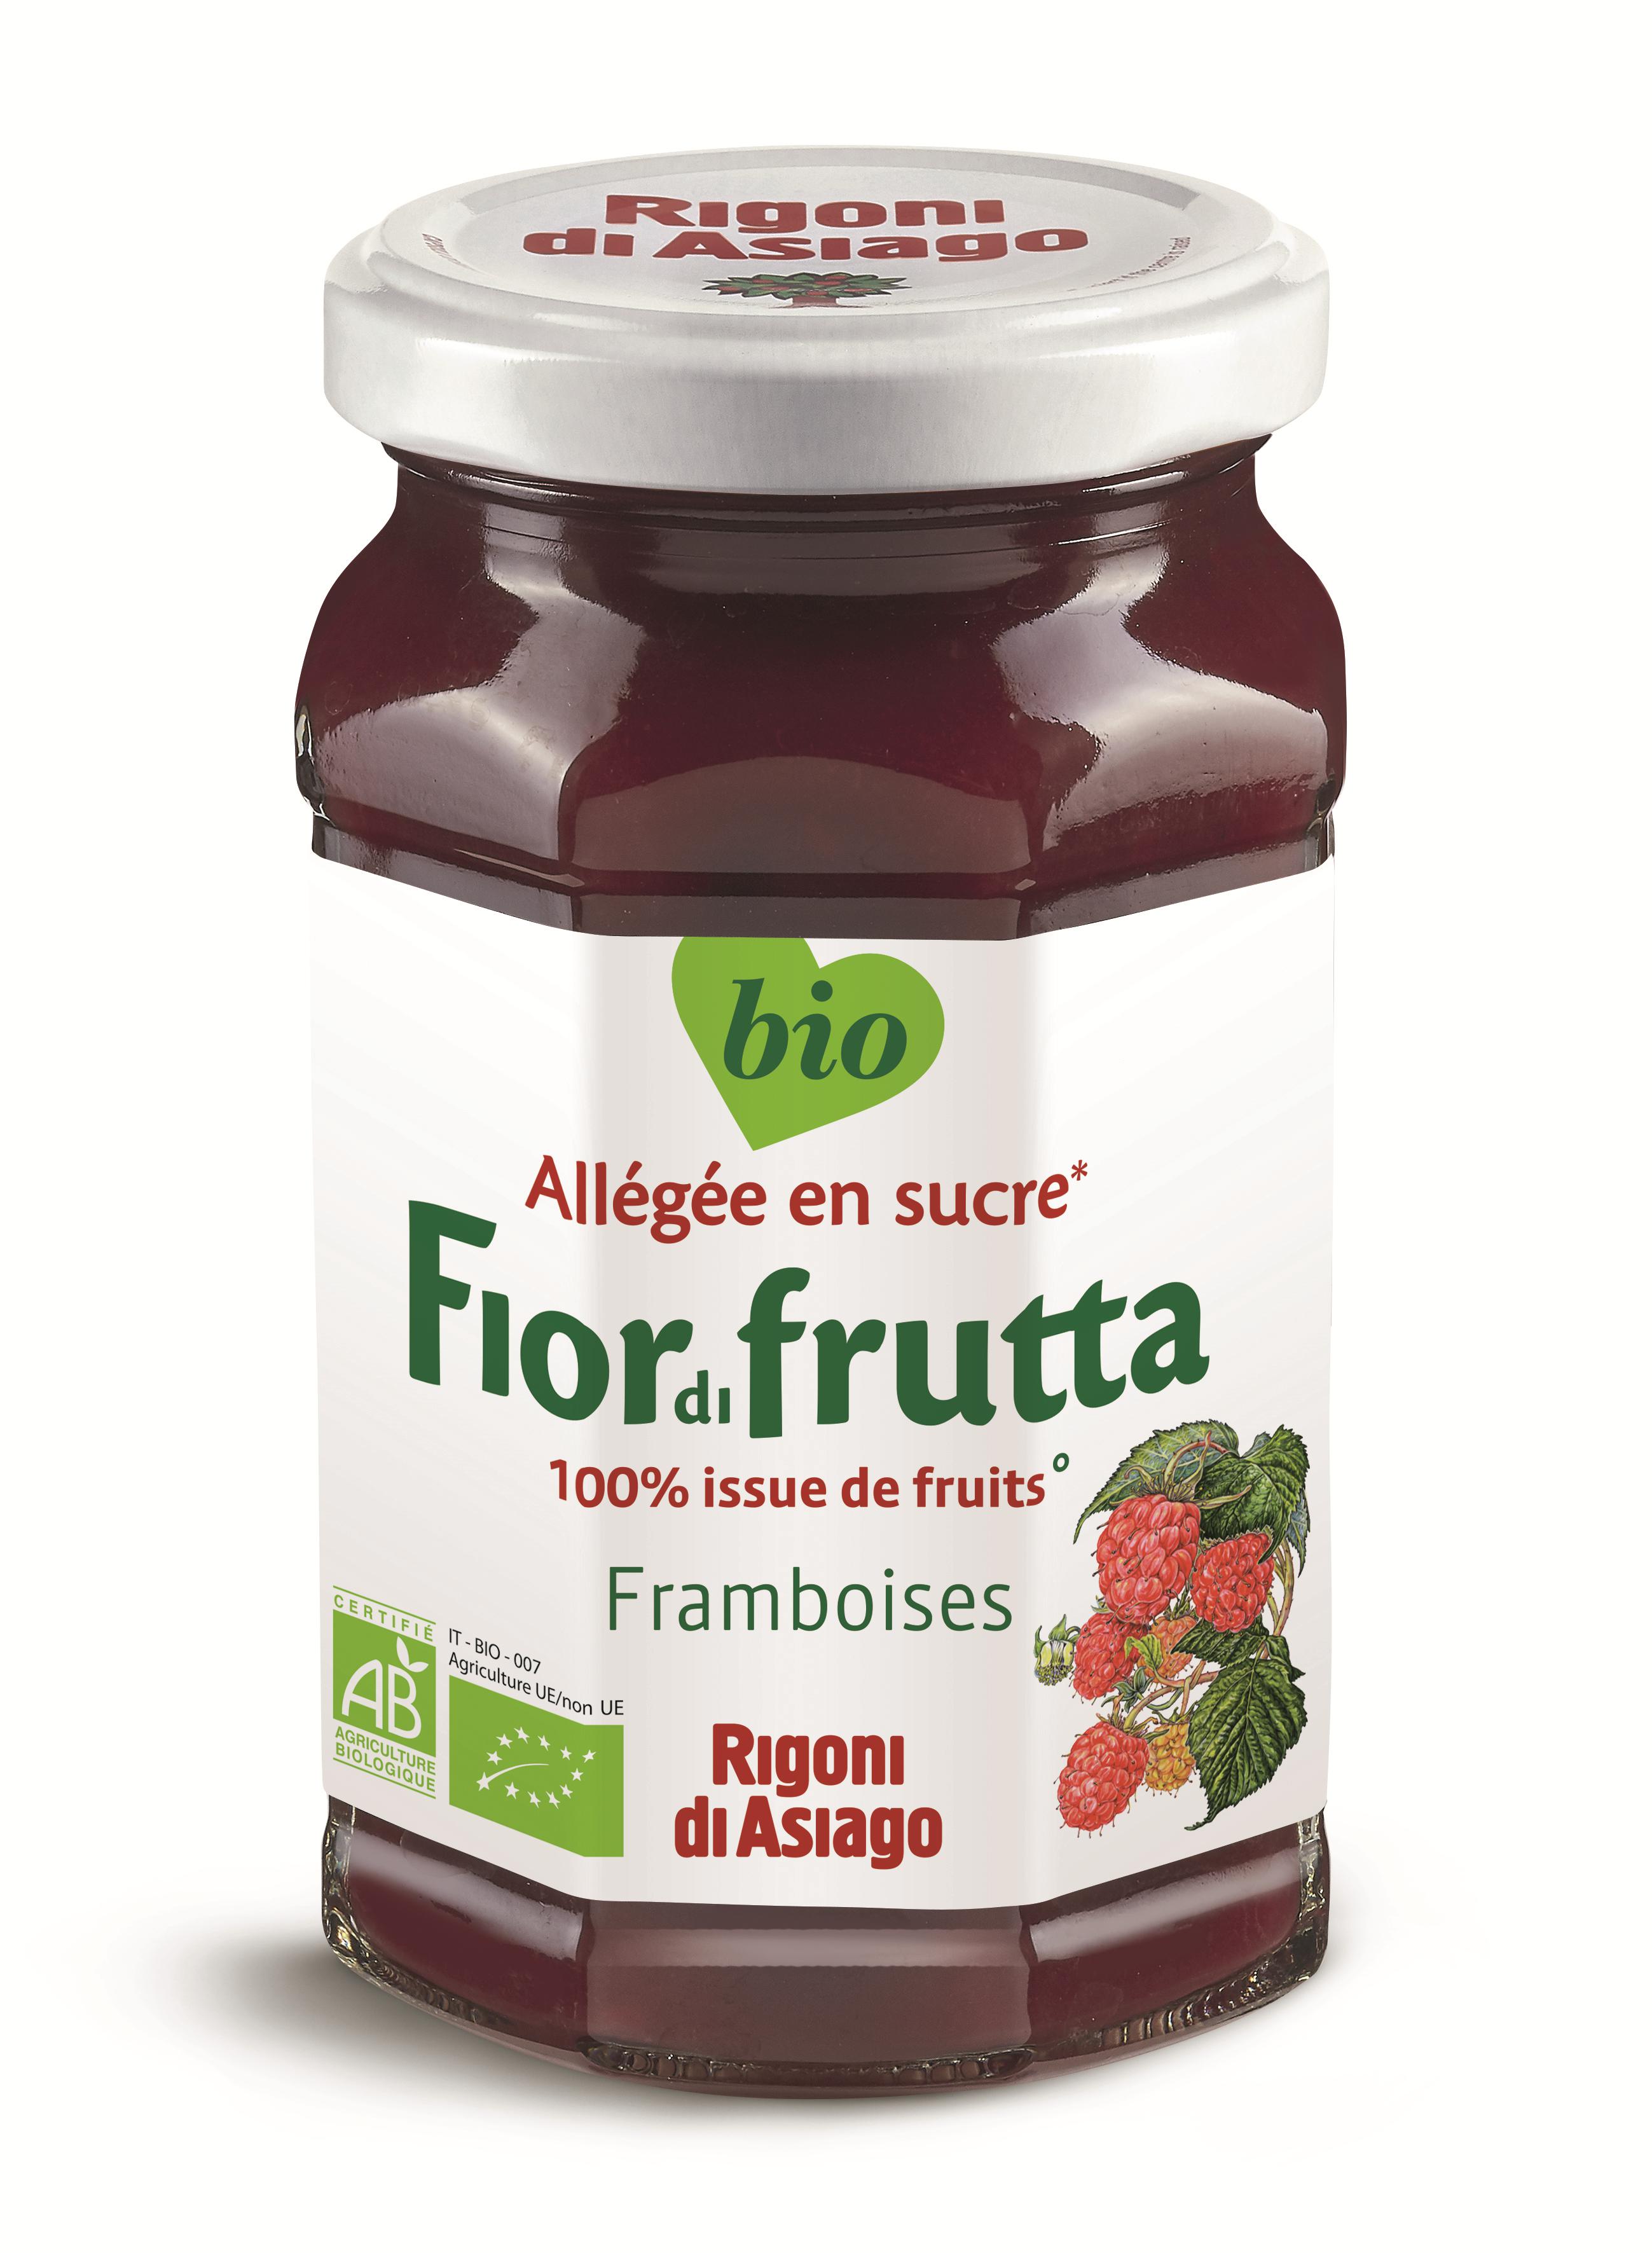 Rigoni
di Asiago
bio
Allégée en sucre*
Fior di frutta
100% issue de fruits°
Framboises
CERTIFIÉ
AB
AGRICULTURE
BIOLOGIQUE
IT - BIO - 007
Agriculture UE/non UE
Rigoni
di Asiago